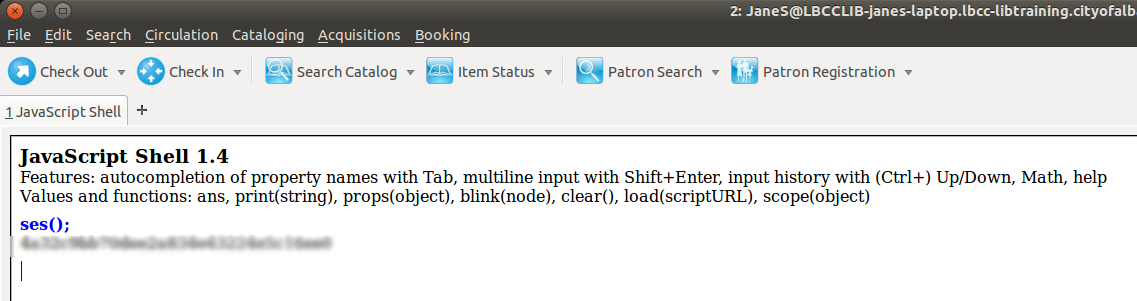 2: JaneS@LBCCLIB-janes-laptop.lbcc-libtraining.cityofalb
File Edit Search Circulation Cataloging Acquisitions Booking
Check Out Check In Search Catalog Item Status Patron Search Patron Registration
1 JavaScript Shell +
JavaScript Shell 1.4
Features: autocompletion of property names with Tab, multiline input with Shift+Enter, input history with (Ctrl+) Up/Down, Math, help
Values and functions: ans, print(string), props(object), blink(node), clear(), load(scriptURL), scope(object)
ses();